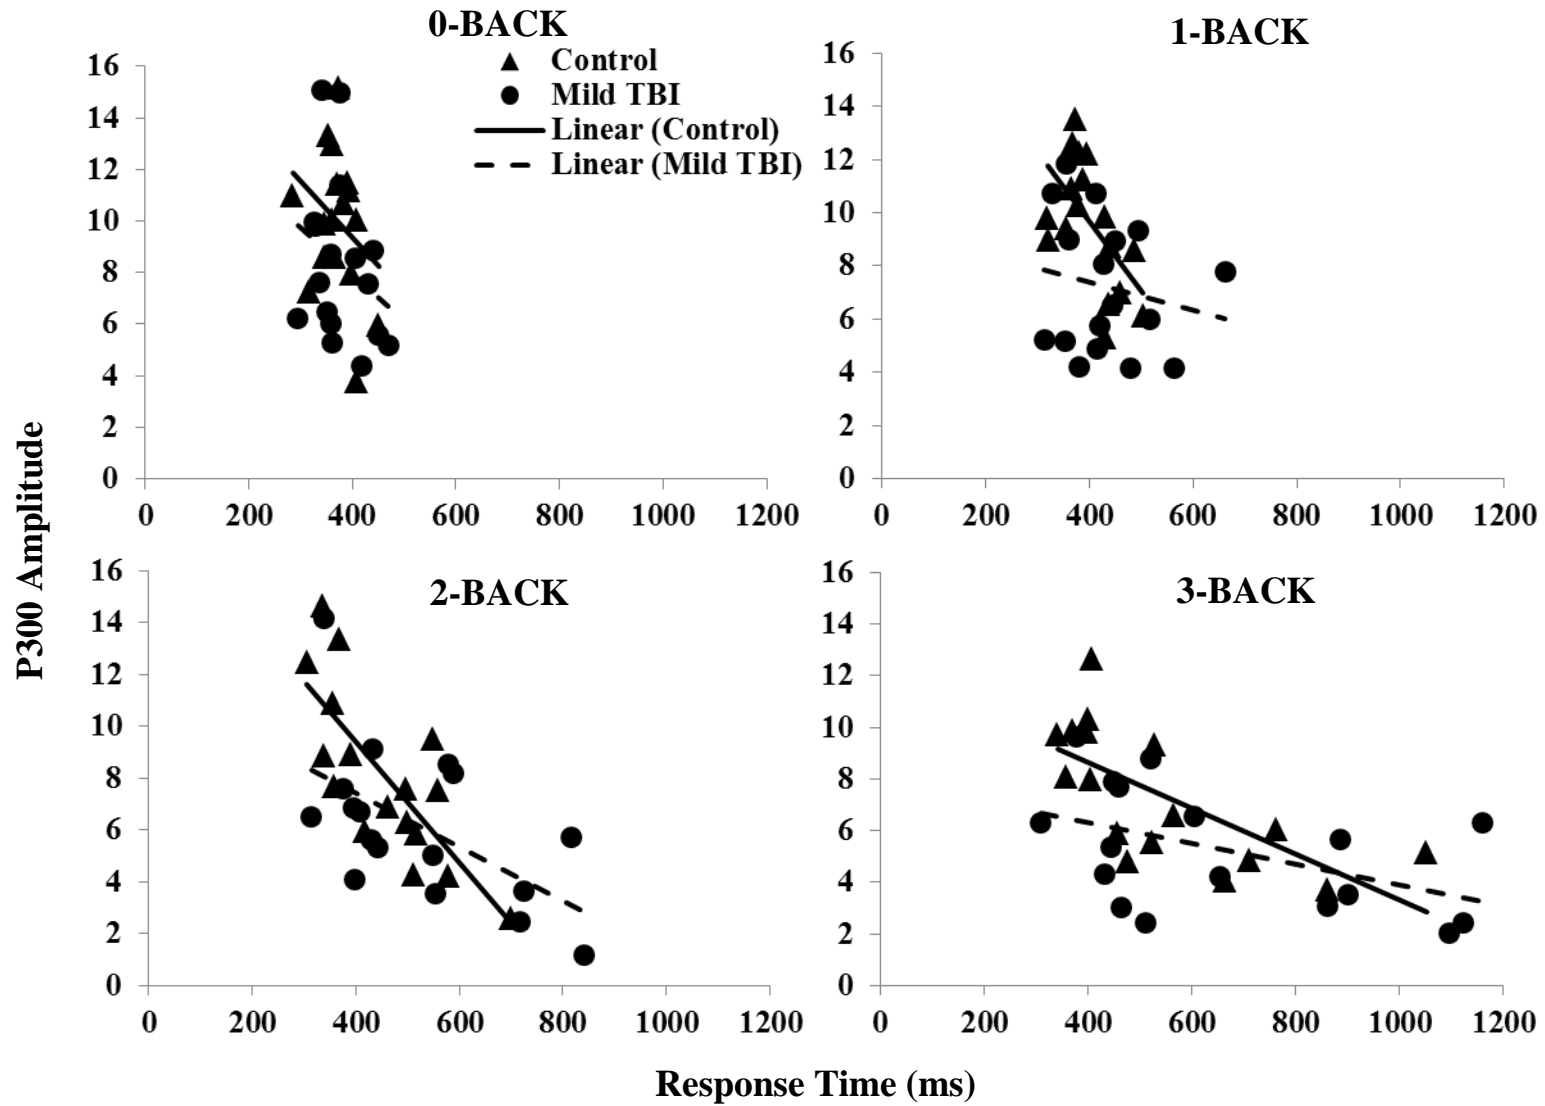 0-BACK
Control
Mild TBI
Linear (Control)
Linear (Mild TBI)
16
14
12
10
8
6
4
2
0
0 200 400 600 800 1000 1200
1-BACK
16
14
12
10
8
6
4
2
0
0 200 400 600 800 1000 1200
P300 Amplitude
2-BACK
16
14
12
10
8
6
4
2
0
0 200 400 600 800 1000 1200
3-BACK
16
14
12
10
8
6
4
2
0
0 200 400 600 800 1000 1200
Response Time (ms)